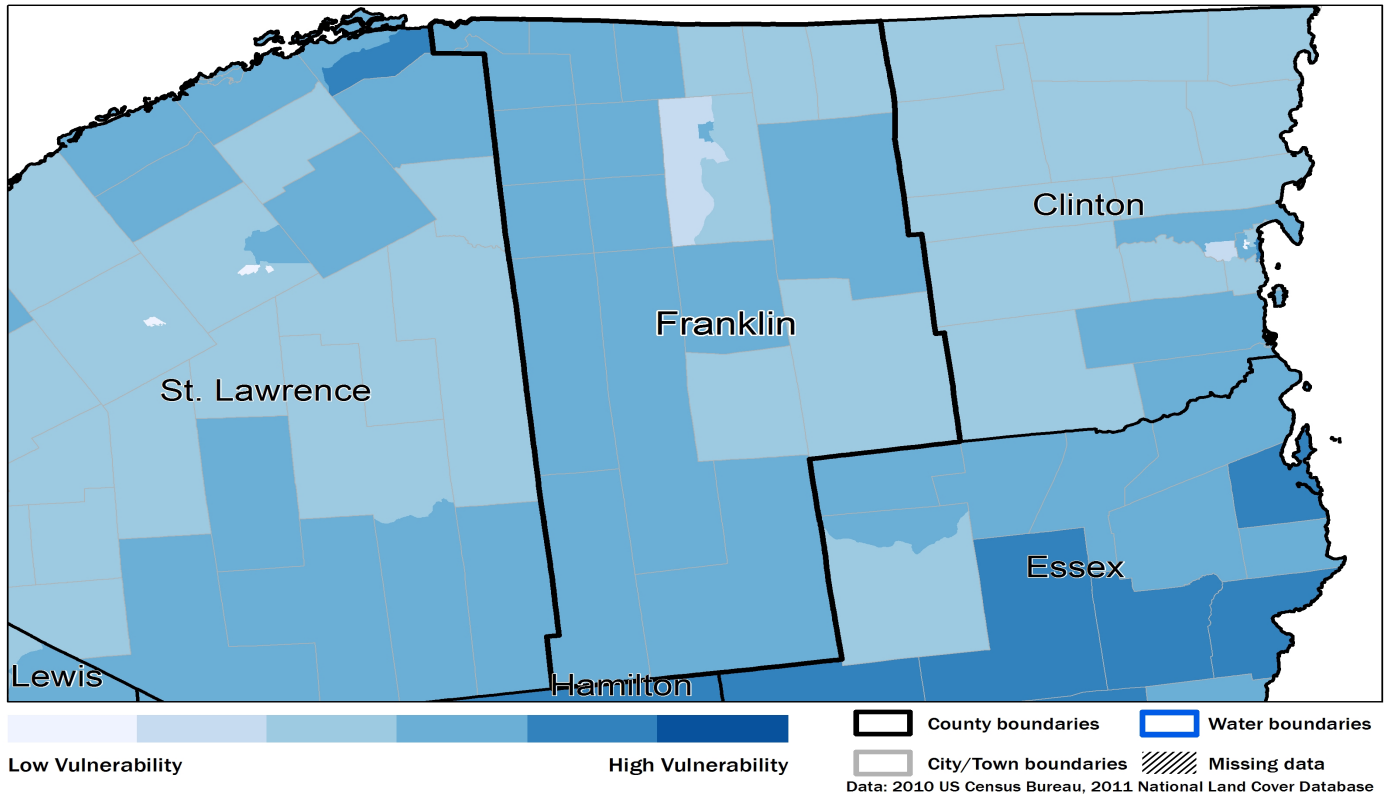 Clinton
Franklin
St. Lawrence
Essex
Lewis
Hamilton
Low Vulnerability
High Vulnerability
County boundaries
Water boundaries
City/Town boundaries
Missing data
Data: 2010 US Census Bureau, 2011 National Land Cover Database